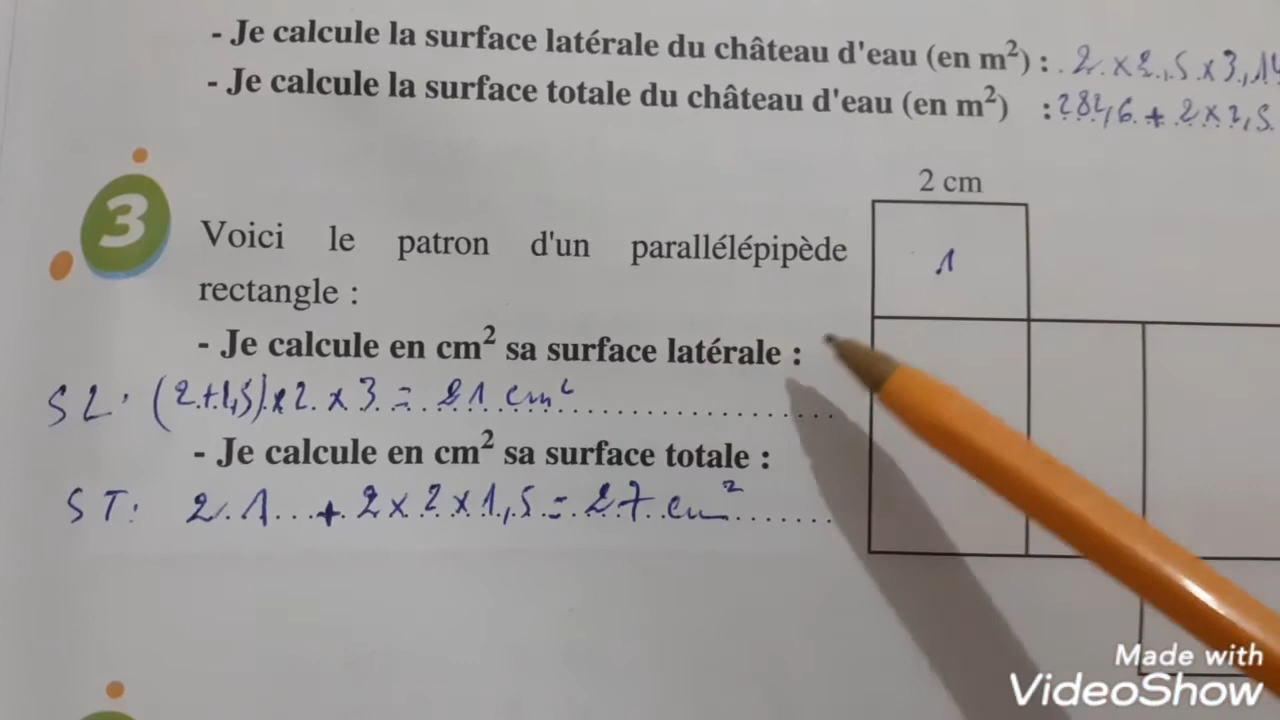 - Je calcule la surface latérale du château d'eau (en m²) : 2 x 2,5 x 3,14
- Je calcule la surface totale du château d'eau (en m²) : 282,6 + 2 x 2,5
2 cm
3
1
Voici le patron d'un parallélépipède
rectangle :
- Je calcule en cm² sa surface latérale :
SL. (2+1,5) x 2 x 3 = 21 cm²
- Je calcule en cm² sa surface totale :
ST: 21 + 2 x 2 x 1,5 = 27 cm²
Made with
VideoShow